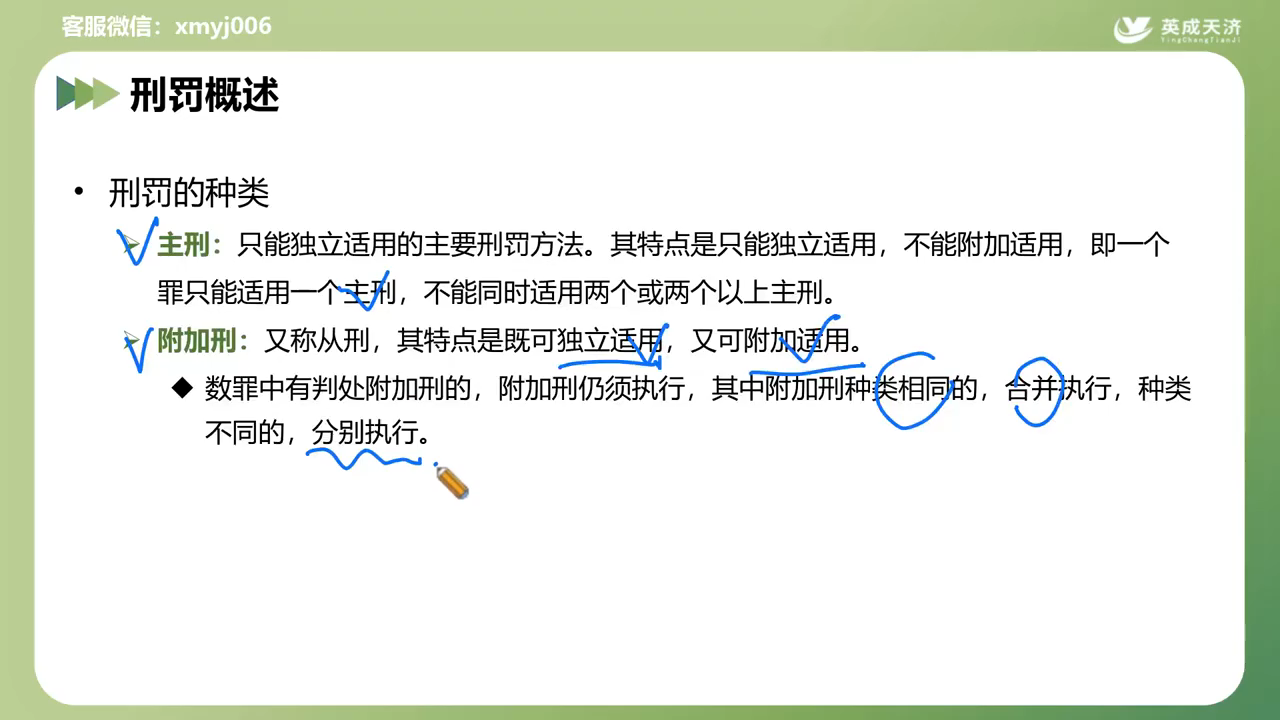 客服微信：xmyj006
英成天济
YingChengTianJi
刑罚概述
• 刑罚的种类
主刑：只能独立适用的主要刑罚方法。其特点是只能独立适用，不能附加适用，即一个
罪只能适用一个主刑，不能同时适用两个或两个以上主刑。
附加刑：又称从刑，其特点是既可独立适用，又可附加适用。
◆ 数罪中有判处附加刑的，附加刑仍须执行，其中附加刑种类相同的，合并执行，种类
不同的，分别执行。